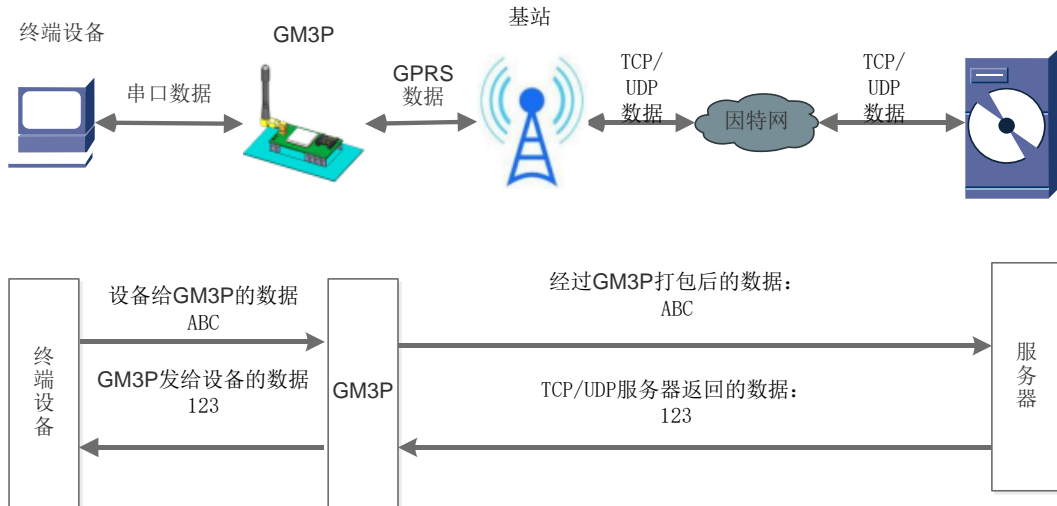 终端设备
GM3P
基站
串口数据
GPRS
数据
TCP/
UDP
数据
因特网
TCP/
UDP
数据
设备给GM3P的数据
ABC
经过GM3P打包后的数据：
ABC
终端设备
GM3P发给设备的数据
123
GM3P
TCP/UDP服务器返回的数据：
123
服务器